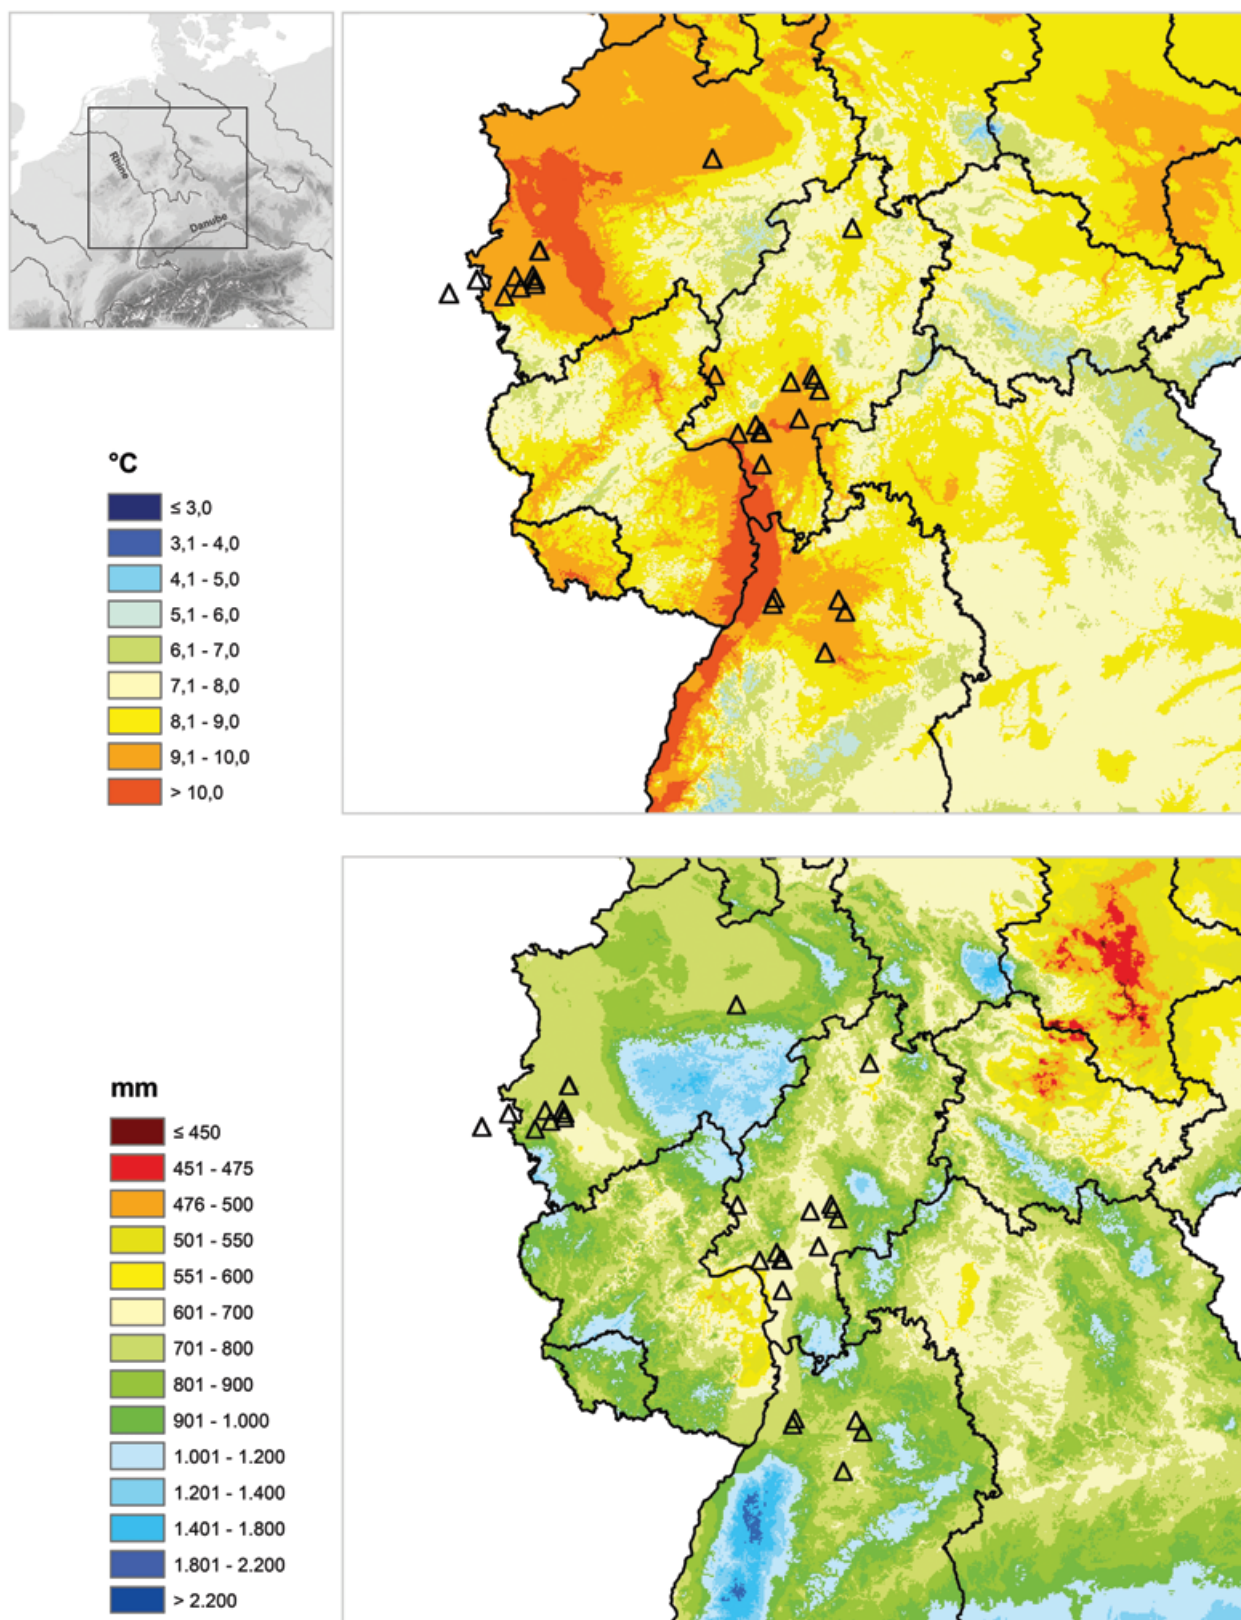 Rhine
Danube
°C
≤ 3,0
3,1 - 4,0
4,1 - 5,0
5,1 - 6,0
6,1 - 7,0
7,1 - 8,0
8,1 - 9,0
9,1 - 10,0
> 10,0
mm
≤ 450
451 - 475
476 - 500
501 - 550
551 - 600
601 - 700
701 - 800
801 - 900
901 - 1.000
1.001 - 1.200
1.201 - 1.400
1.401 - 1.800
1.801 - 2.200
> 2.200